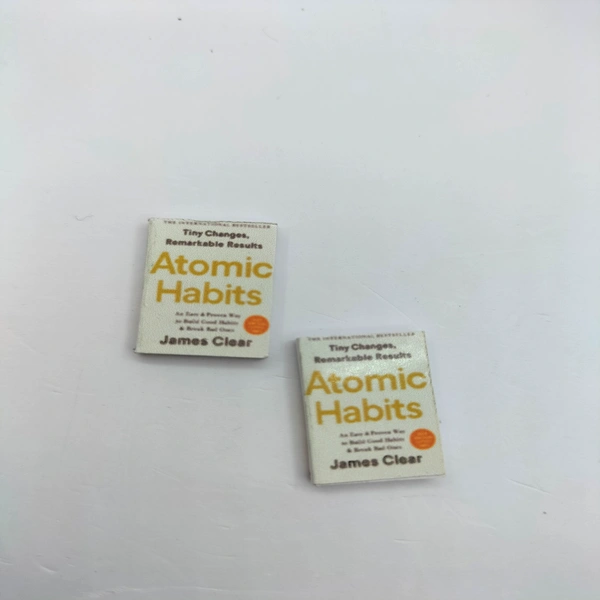 THE INTERNATIONAL BESTSELLER
Tiny Changes,
Remarkable Results
Atomic
Habits
An Easy & Proven Way
to Build Good Habits
& Break Bad Ones
James Clear
THE INTERNATIONAL BESTSELLER
Tiny Changes,
Remarkable Results
Atomic
Habits
An Easy & Proven Way
to Build Good Habits
& Break Bad Ones
James Clear